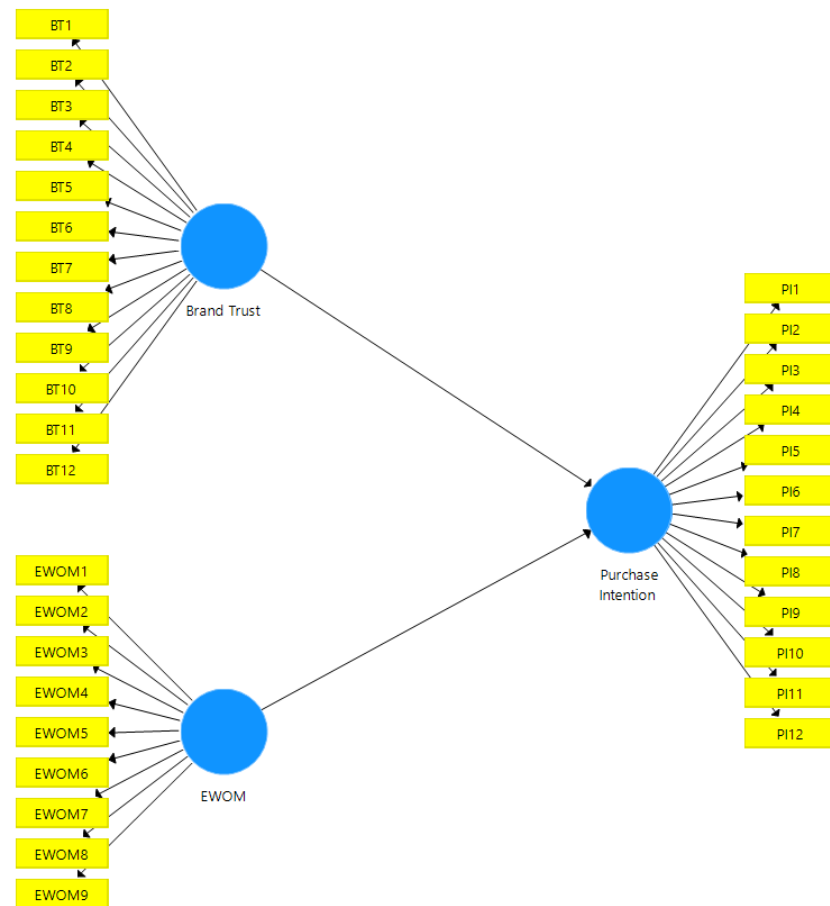 BT1
BT2
BT3
BT4
BT5
BT6
BT7
BT8
BT9
BT10
BT11
BT12
Brand Trust
EWOM1
EWOM2
EWOM3
EWOM4
EWOM5
EWOM6
EWOM7
EWOM8
EWOM9
EWOM
PI1
PI2
PI3
PI4
PI5
PI6
PI7
PI8
PI9
PI10
PI11
PI12
Purchase
Intention